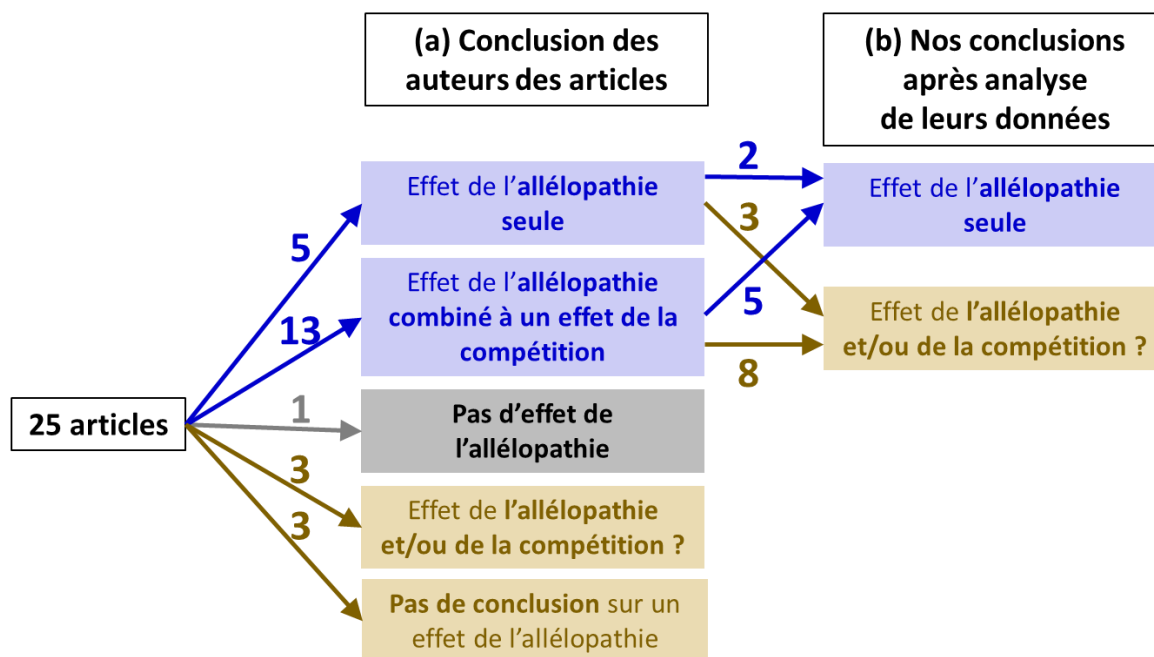 (a) Conclusion des
auteurs des articles
(b) Nos conclusions
après analyse
de leurs données
25 articles
5
13
1
3
3
Effet de l’allélopathie
seule
Effet de l’allélopathie
combiné à un effet de la
compétition
Pas d’effet de
l’allélopathie
Effet de l’allélopathie
et/ou de la compétition ?
Pas de conclusion sur un
effet de l’allélopathie
2
3
5
8
Effet de l’allélopathie
seule
Effet de l’allélopathie
et/ou de la compétition ?